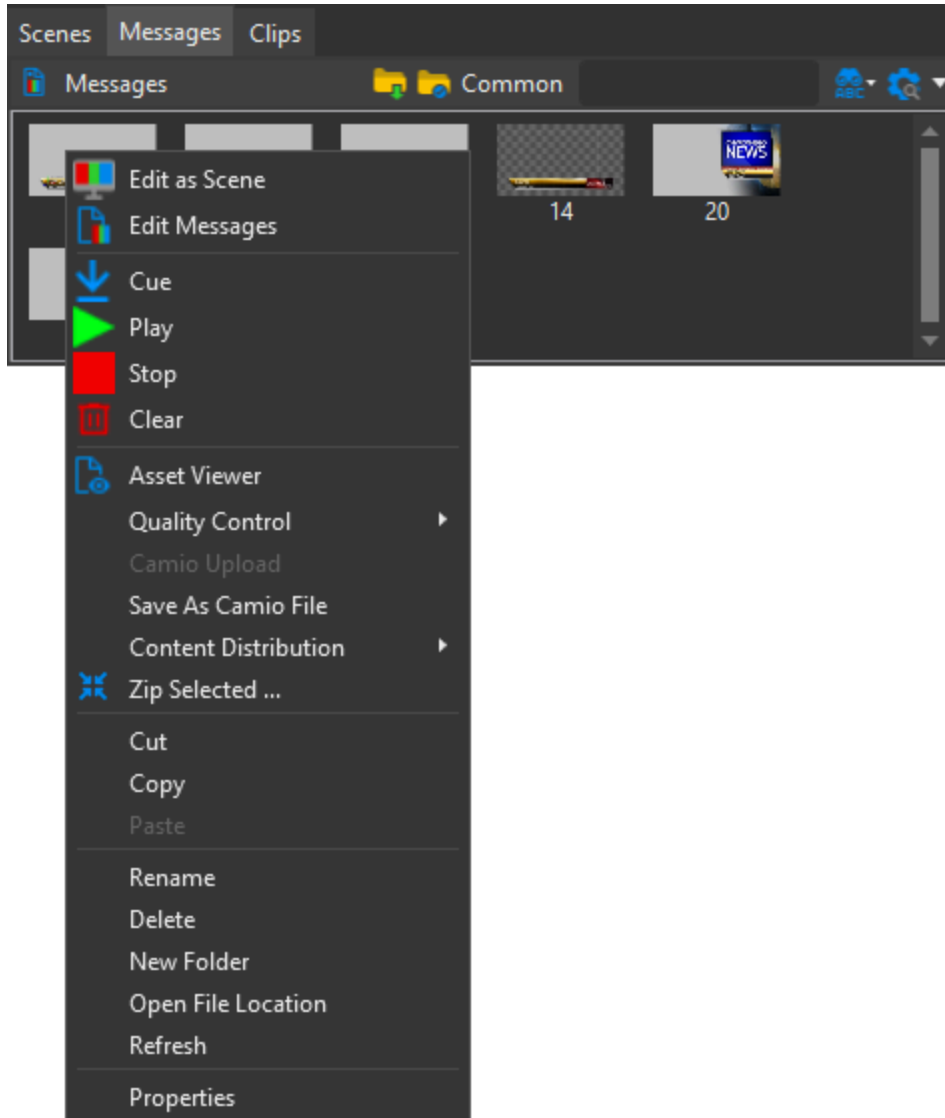 Scenes Messages Clips
Messages Common
ABC
NEWS
14 20
Edit as Scene
Edit Messages
Cue
Play
Stop
Clear
Asset Viewer
Quality Control
Camio Upload
Save As Camio File
Content Distribution
Zip Selected ...
Cut
Copy
Paste
Rename
Delete
New Folder
Open File Location
Refresh
Properties